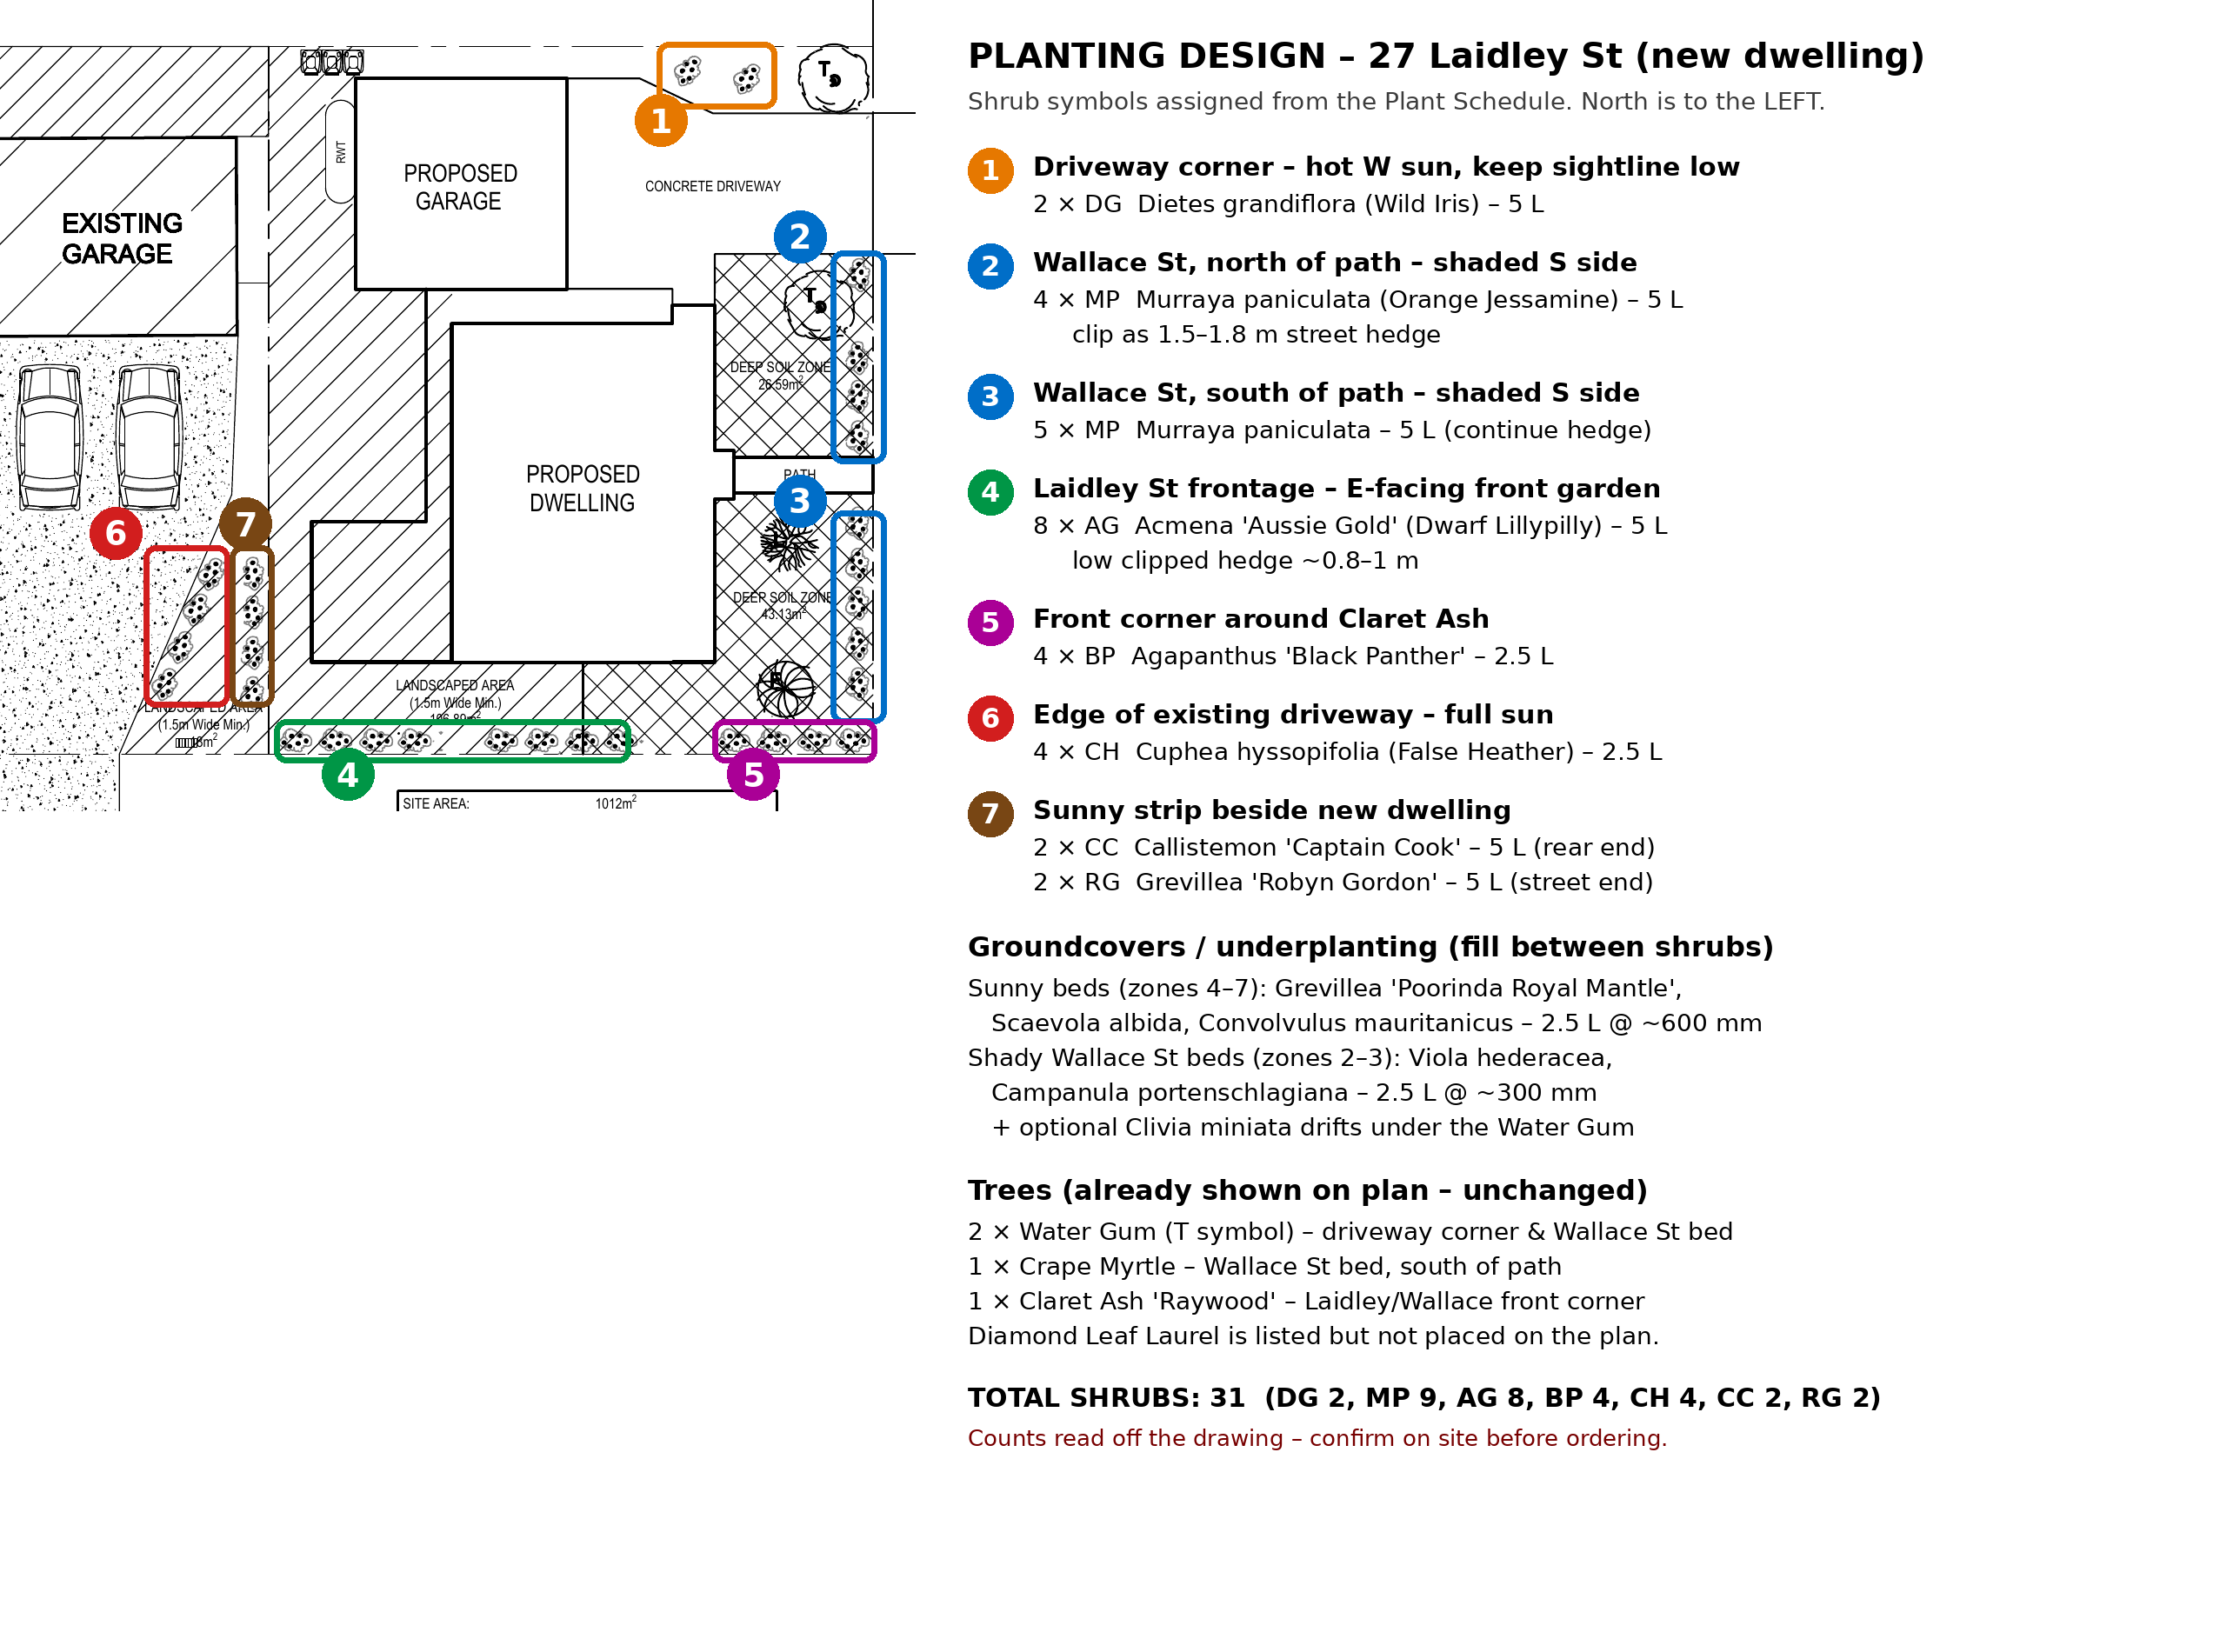 PLANTING DESIGN – 27 Laidley St (new dwelling)
Shrub symbols assigned from the Plant Schedule. North is to the LEFT.
1 Driveway corner – hot W sun, keep sightline low
2 × DG Dietes grandiflora (Wild Iris) – 5 L
2 Wallace St, north of path – shaded S side
4 × MP Murraya paniculata (Orange Jessamine) – 5 L
clip as 1.5–1.8 m street hedge
3 Wallace St, south of path – shaded S side
5 × MP Murraya paniculata – 5 L (continue hedge)
4 Laidley St frontage – E-facing front garden
8 × AG Acmena 'Aussie Gold' (Dwarf Lillypilly) – 5 L
low clipped hedge ~0.8–1 m
5 Front corner around Claret Ash
4 × BP Agapanthus 'Black Panther' – 2.5 L
6 Edge of existing driveway – full sun
4 × CH Cuphea hyssopifolia (False Heather) – 2.5 L
7 Sunny strip beside new dwelling
2 × CC Callistemon 'Captain Cook' – 5 L (rear end)
2 × RG Grevillea 'Robyn Gordon' – 5 L (street end)
Groundcovers / underplanting (fill between shrubs)
Sunny beds (zones 4–7): Grevillea 'Poorinda Royal Mantle',
Scaevola albida, Convolvulus mauritanicus – 2.5 L @ ~600 mm
Shady Wallace St beds (zones 2–3): Viola hederacea,
Campanula portenschlagiana – 2.5 L @ ~300 mm
+ optional Clivia miniata drifts under the Water Gum
Trees (already shown on plan – unchanged)
2 × Water Gum (T symbol) – driveway corner & Wallace St bed
1 × Crape Myrtle – Wallace St bed, south of path
1 × Claret Ash 'Raywood' – Laidley/Wallace front corner
Diamond Leaf Laurel is listed but not placed on the plan.
TOTAL SHRUBS: 31 (DG 2, MP 9, AG 8, BP 4, CH 4, CC 2, RG 2)
Counts read off the drawing – confirm on site before ordering.
T
1
RWT
PROPOSED
GARAGE
CONCRETE DRIVEWAY
EXISTING
GARAGE
2
T
DEEP SOIL ZONE
26.59m²
PROPOSED
DWELLING
PATH
3
6
7
DEEP SOIL ZONE
43.13m²
LANDSCAPED AREA
(1.5m Wide Min.)
LANDSCAPED AREA
(1.5m Wide Min.)
4
5
SITE AREA: 1012m²